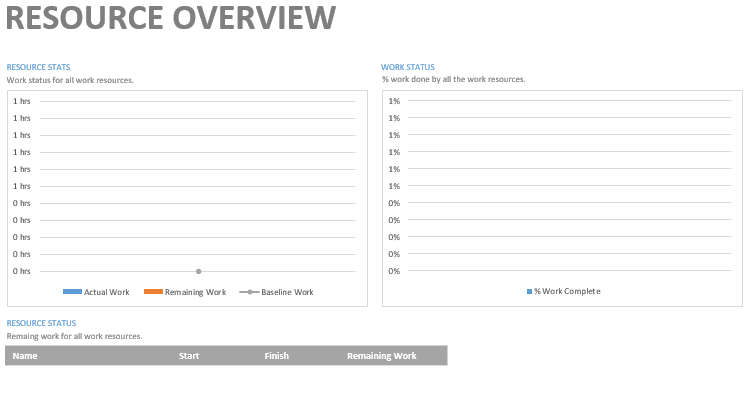 RESOURCE OVERVIEW
RESOURCE STATS
Work status for all work resources.
1 hrs
1 hrs
1 hrs
1 hrs
1 hrs
1 hrs
0 hrs
0 hrs
0 hrs
0 hrs
0 hrs
Actual Work Remaining Work Baseline Work
WORK STATUS
% work done by all the work resources.
1%
1%
1%
1%
1%
1%
0%
0%
0%
0%
0%
% Work Complete
RESOURCE STATUS
Remaing work for all work resources.
Name Start Finish Remaining Work